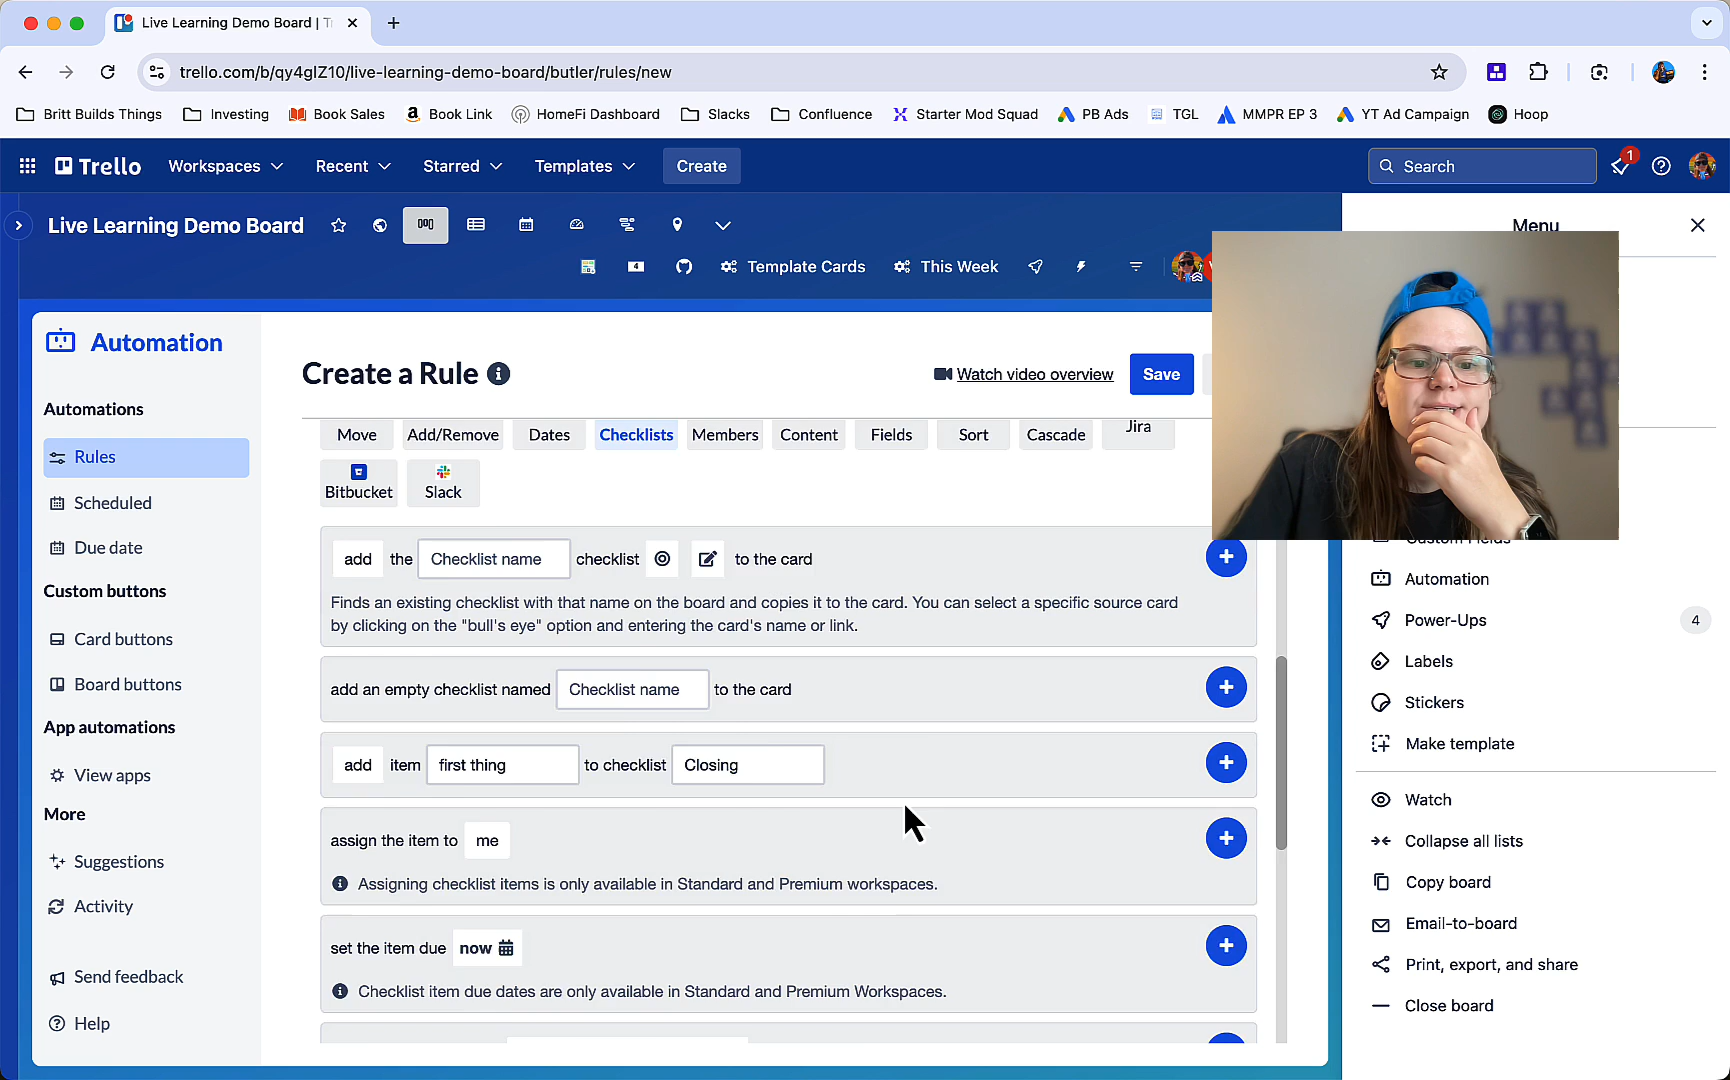 Live Learning Demo Board | Tr
trello.com/b/qy4glZ10/live-learning-demo-board/butler/rules/new
Britt Builds Things Investing Book Sales Book Link HomeFi Dashboard Slacks Confluence Starter Mod Squad PB Ads TGL MMPR EP 3 YT Ad Campaign Hoop
Trello Workspaces Recent Starred Templates Create Search 1
Live Learning Demo Board
4 Template Cards This Week
Menu
Automation
Automations
Rules
Scheduled
Due date
Custom buttons
Card buttons
Board buttons
App automations
View apps
More
Suggestions
Activity
Send feedback
Help
Create a Rule
Watch video overview Save
Move Add/Remove Dates Checklists Members Content Fields Sort Cascade Jira
Bitbucket Slack
add the Checklist name checklist to the card
Finds an existing checklist with that name on the board and copies it to the card. You can select a specific source card
by clicking on the "bull's eye" option and entering the card's name or link.
add an empty checklist named Checklist name to the card
add item first thing to checklist Closing
assign the item to me
Assigning checklist items is only available in Standard and Premium workspaces.
set the item due now
Checklist item due dates are only available in Standard and Premium Workspaces.
Custom Fields
Automation
Power-Ups 4
Labels
Stickers
Make template
Watch
Collapse all lists
Copy board
Email-to-board
Print, export, and share
Close board